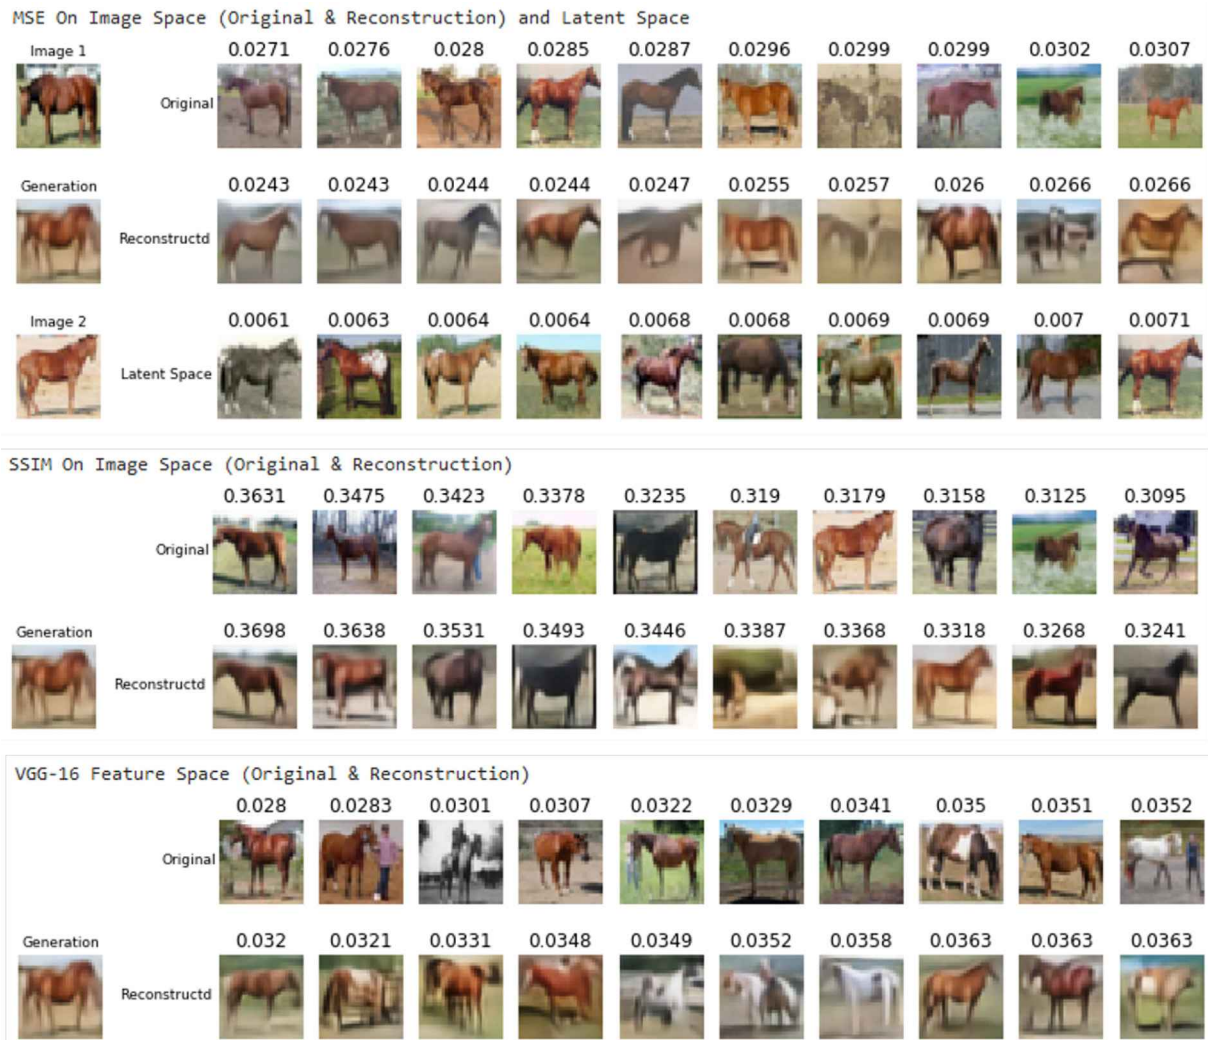 MSE On Image Space (Original & Reconstruction) and Latent Space
Image 1 0.0271 0.0276 0.028 0.0285 0.0287 0.0296 0.0299 0.0299 0.0302 0.0307
Original
Generation 0.0243 0.0243 0.0244 0.0244 0.0247 0.0255 0.0257 0.026 0.0266 0.0266
Reconstructd
Image 2 0.0061 0.0063 0.0064 0.0064 0.0068 0.0068 0.0069 0.0069 0.007 0.0071
Latent Space
SSIM On Image Space (Original & Reconstruction)
0.3631 0.3475 0.3423 0.3378 0.3235 0.319 0.3179 0.3158 0.3125 0.3095
Original
Generation 0.3698 0.3638 0.3531 0.3493 0.3446 0.3387 0.3368 0.3318 0.3268 0.3241
Reconstructd
VGG-16 Feature Space (Original & Reconstruction)
0.028 0.0283 0.0301 0.0307 0.0322 0.0329 0.0341 0.035 0.0351 0.0352
Original
Generation 0.032 0.0321 0.0331 0.0348 0.0349 0.0352 0.0358 0.0363 0.0363 0.0363
Reconstructd